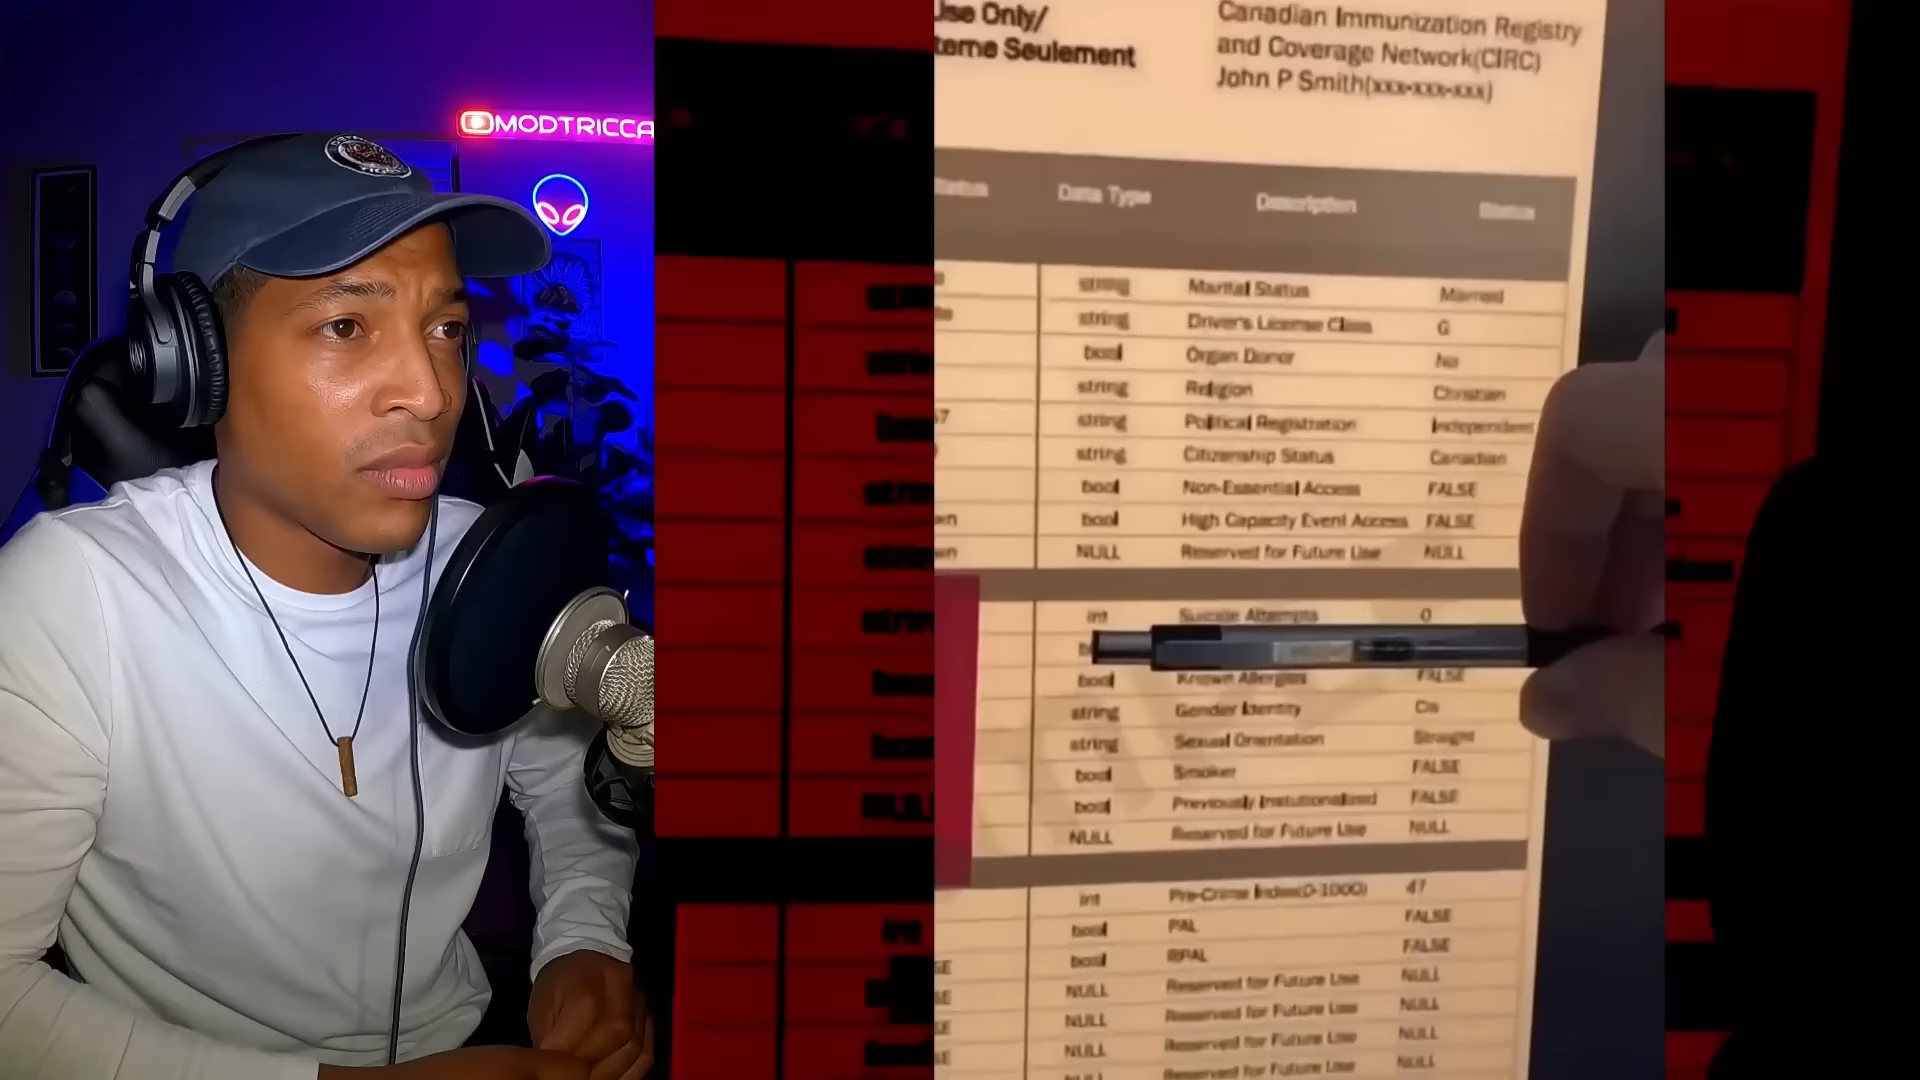 MODTRICCA
Use Only/
terne Seulement
Canadian Immunization Registry
and Coverage Network(CIRC)
John P Smith(xxx-xxx-xxx)
Data Type Description Status
string Marital Status Married
string Driver's License Class G
bool Organ Donor No
string Religion Christian
string Political Registration Independent
string Citizenship Status Canadian
bool Non-Essential Access FALSE
bool High Capacity Event Access FALSE
NULL Reserved for Future Use NULL
int Suicide Attempts 0
bool Known Allergies FALSE
string Gender Identity Cis
string Sexual Orientation Straight
bool Smoker FALSE
bool Previously Institutionalized FALSE
NULL Reserved for Future Use NULL
int Pre-Crime Index(0-1000) 47
bool PAL FALSE
bool RPAL FALSE
NULL Reserved for Future Use NULL
NULL Reserved for Future Use NULL
NULL Reserved for Future Use NULL
Reserved for Future Use NULL